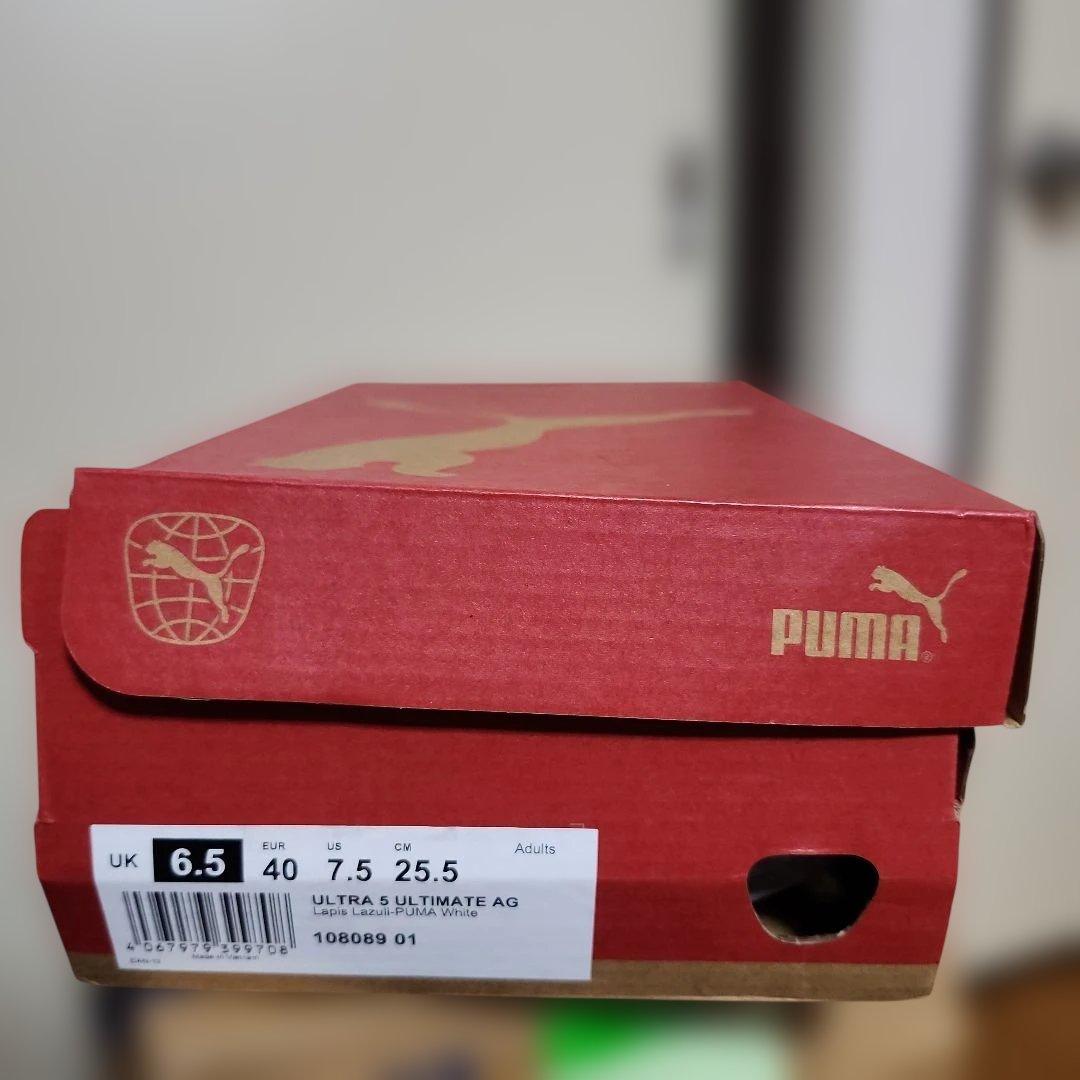 PUMA
UK 6.5 EUR 40 US 7.5 CM 25.5 Adults
ULTRA 5 ULTIMATE AG
Lapis Lazuli-PUMA White
108089 01
4 067979 399708
Made in Vietnam